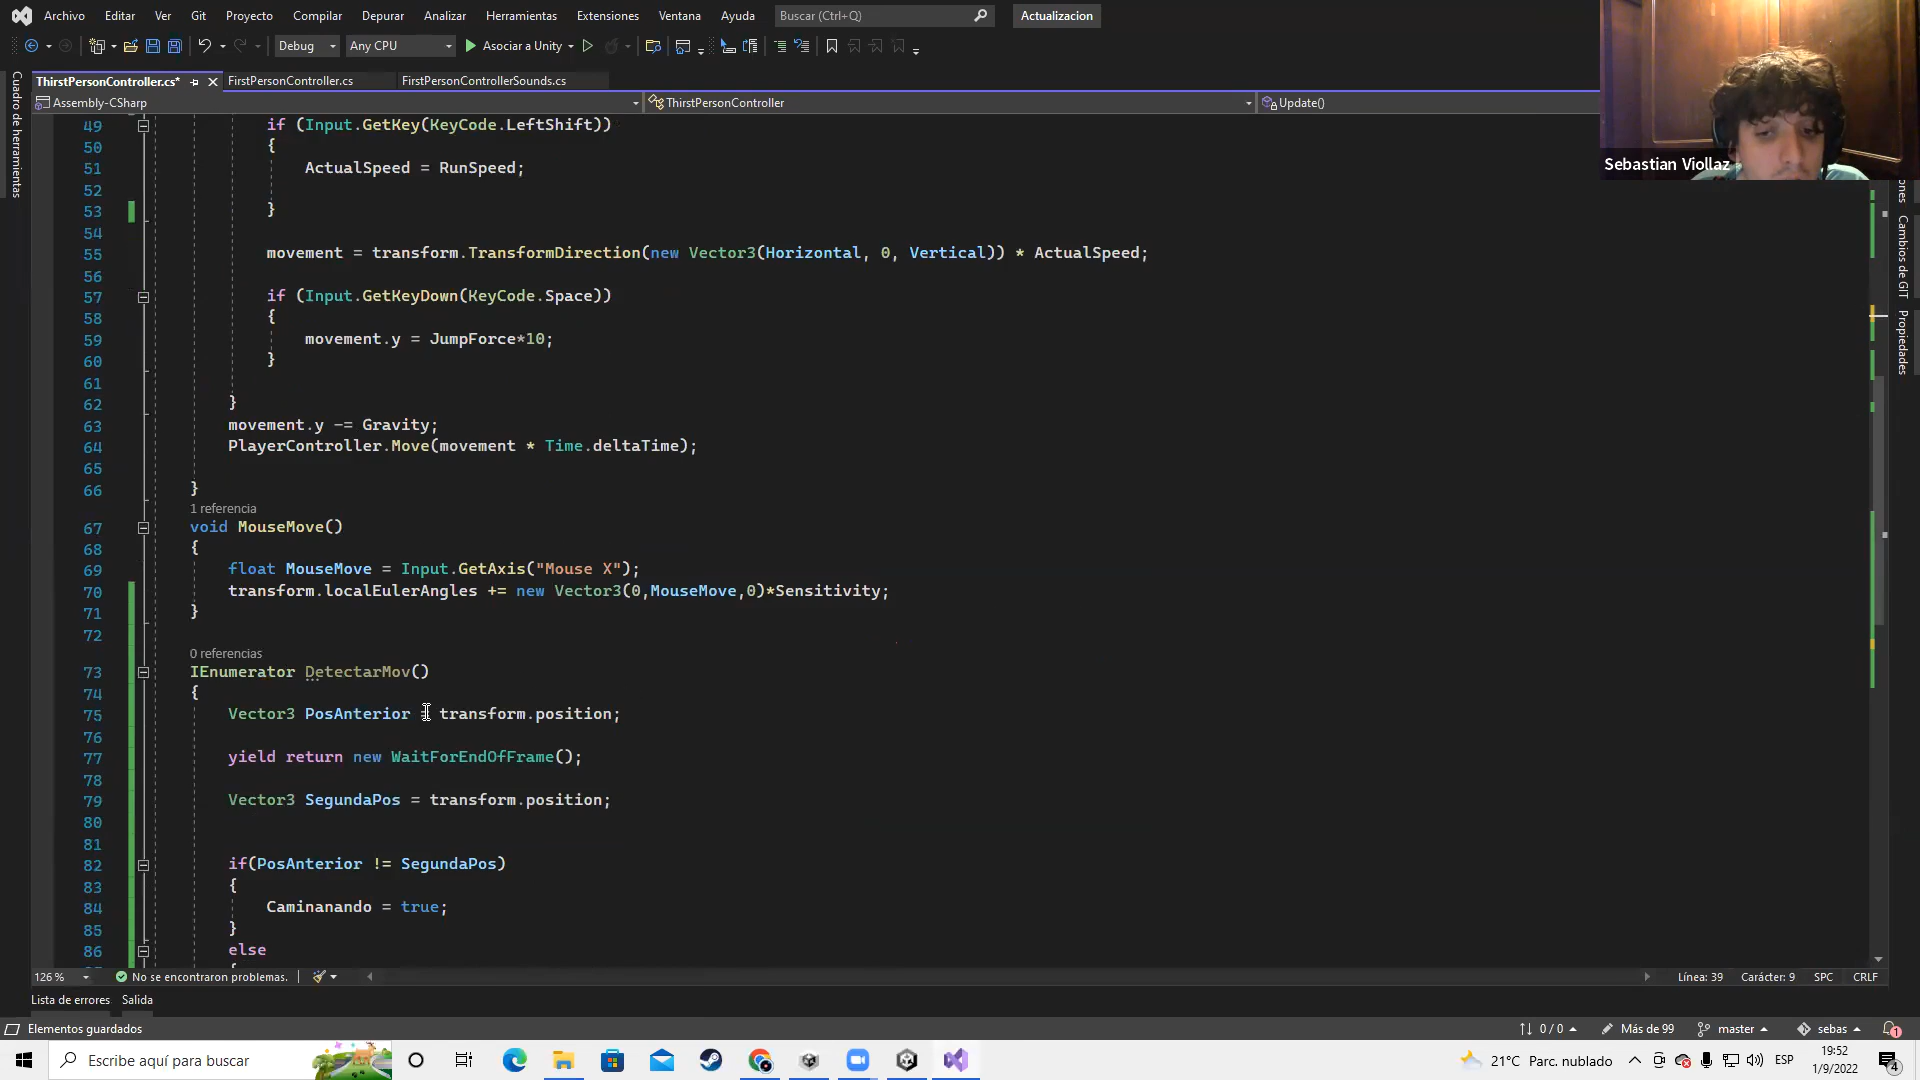 Archivo Editar Ver Git Proyecto Compilar Depurar Analizar Herramientas Extensiones Ventana Ayuda Buscar (Ctrl+Q) Actualizacion
Debug Any CPU Asociar a Unity
ThirstPersonController.cs* FirstPersonController.cs FirstPersonControllerSounds.cs
Assembly-CSharp ThirstPersonController Update()
Cuadro de herramientas
Sebastian Viollaz
Cambios de GIT
Propiedades
49 if (Input.GetKey(KeyCode.LeftShift))
50 {
51 ActualSpeed = RunSpeed;
52
53 }
54
55 movement = transform.TransformDirection(new Vector3(Horizontal, 0, Vertical)) * ActualSpeed;
56
57 if (Input.GetKeyDown(KeyCode.Space))
58 {
59 movement.y = JumpForce*10;
60 }
61
62 }
63 movement.y -= Gravity;
64 PlayerController.Move(movement * Time.deltaTime);
65
66 }
1 referencia
67 void MouseMove()
68 {
69 float MouseMove = Input.GetAxis("Mouse X");
70 transform.localEulerAngles += new Vector3(0,MouseMove,0)*Sensitivity;
71 }
72
0 referencias
73 IEnumerator DetectarMov()
74 {
75 Vector3 PosAnterior = transform.position;
76
77 yield return new WaitForEndOfFrame();
78
79 Vector3 SegundaPos = transform.position;
80
81
82 if(PosAnterior != SegundaPos)
83 {
84 Caminanando = true;
85 }
86 else
126 % No se encontraron problemas. Línea: 39 Carácter: 9 SPC CRLF
Lista de errores Salida
Elementos guardados 0 / 0 Más de 99 master sebas 1
Escribe aquí para buscar 21°C Parc. nublado ESP 19:52
1/9/2022 4